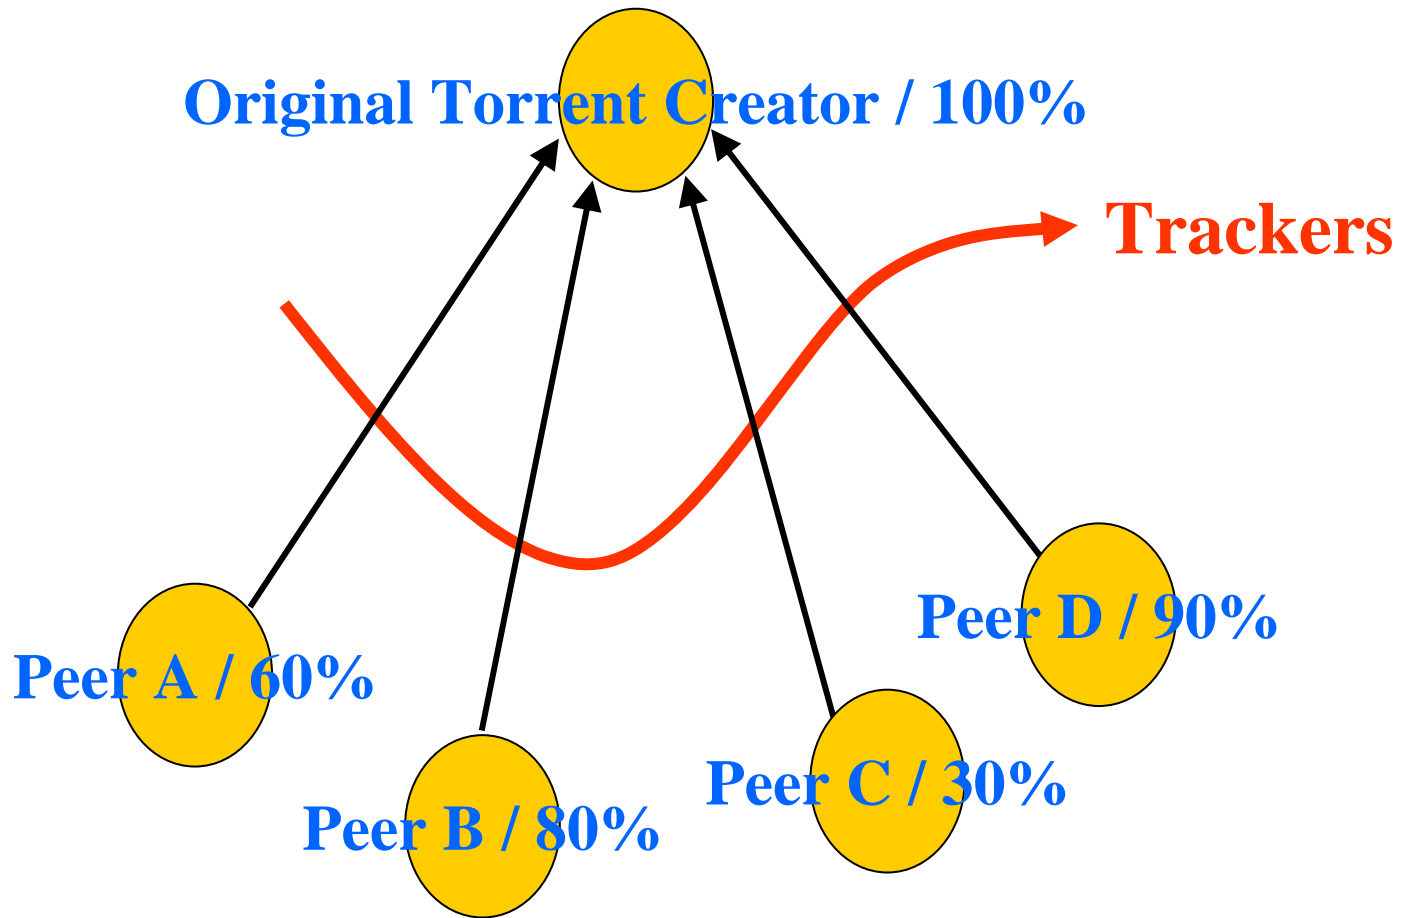 Original Torrent Creator / 100%
Trackers
Peer D / 90%
Peer A / 60%
Peer C / 30%
Peer B / 80%